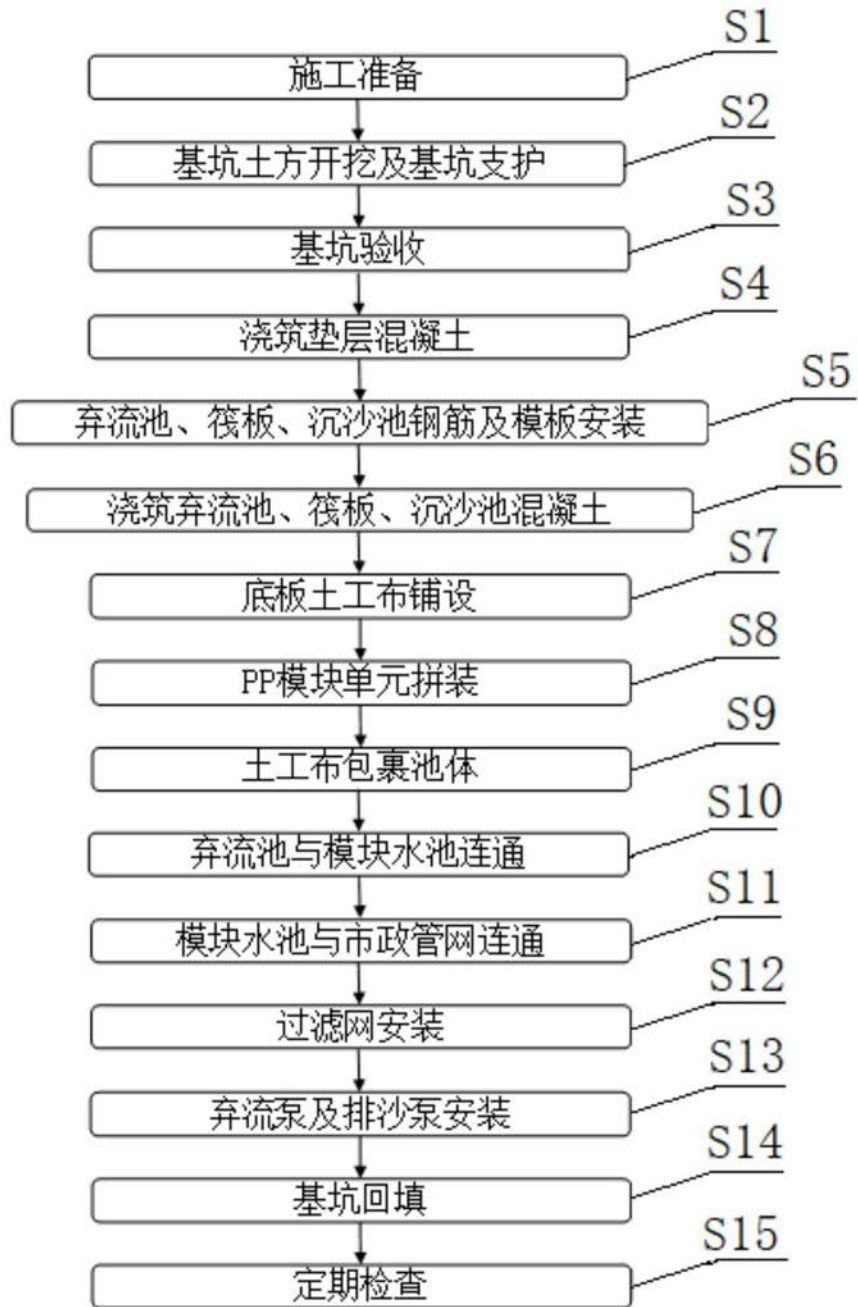 S1
施工准备
S2
基坑土方开挖及基坑支护
S3
基坑验收
S4
浇筑垫层混凝土
S5
弃流池、筏板、沉沙池钢筋及模板安装
S6
浇筑弃流池、筏板、沉沙池混凝土
S7
底板土工布铺设
S8
PP模块单元拼装
S9
土工布包裹池体
S10
弃流池与模块水池连通
S11
模块水池与市政管网连通
S12
过滤网安装
S13
弃流泵及排沙泵安装
S14
基坑回填
S15
定期检查